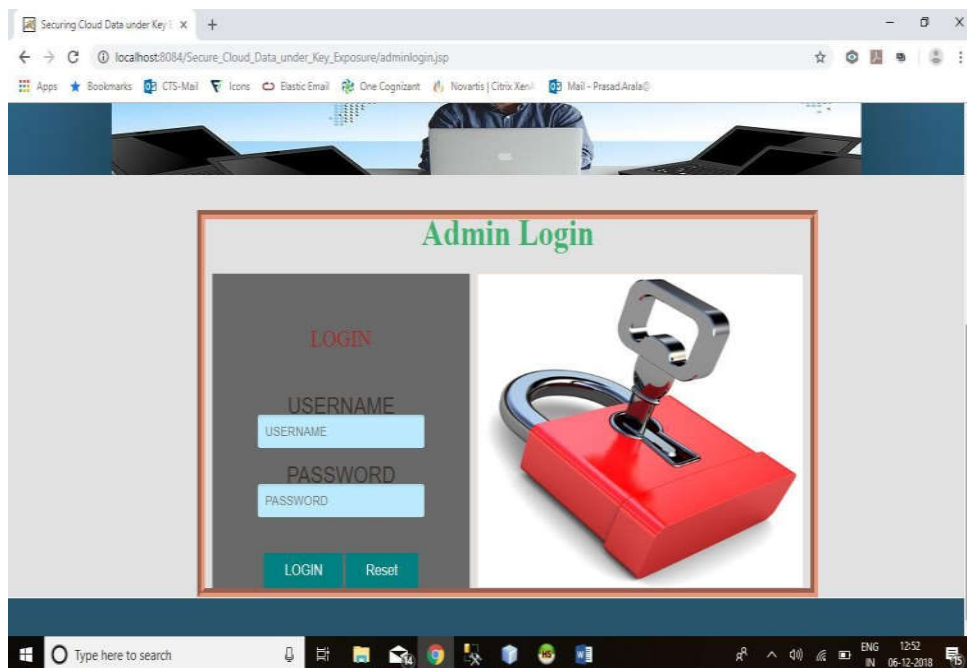 Securing Cloud Data under Key E
localhost:8084/Secure_Cloud_Data_under_Key_Exposure/adminlogin.jsp
Apps Bookmarks CTS-Mail Icons Elastic Email One Cognizant Novartis | Citrix Mail - Prasad.Arala@
Admin Login
LOGIN
USERNAME
USERNAME
PASSWORD
PASSWORD
LOGIN Reset
Type here to search
14
ENG 12:52
IN 06-12-2018
15